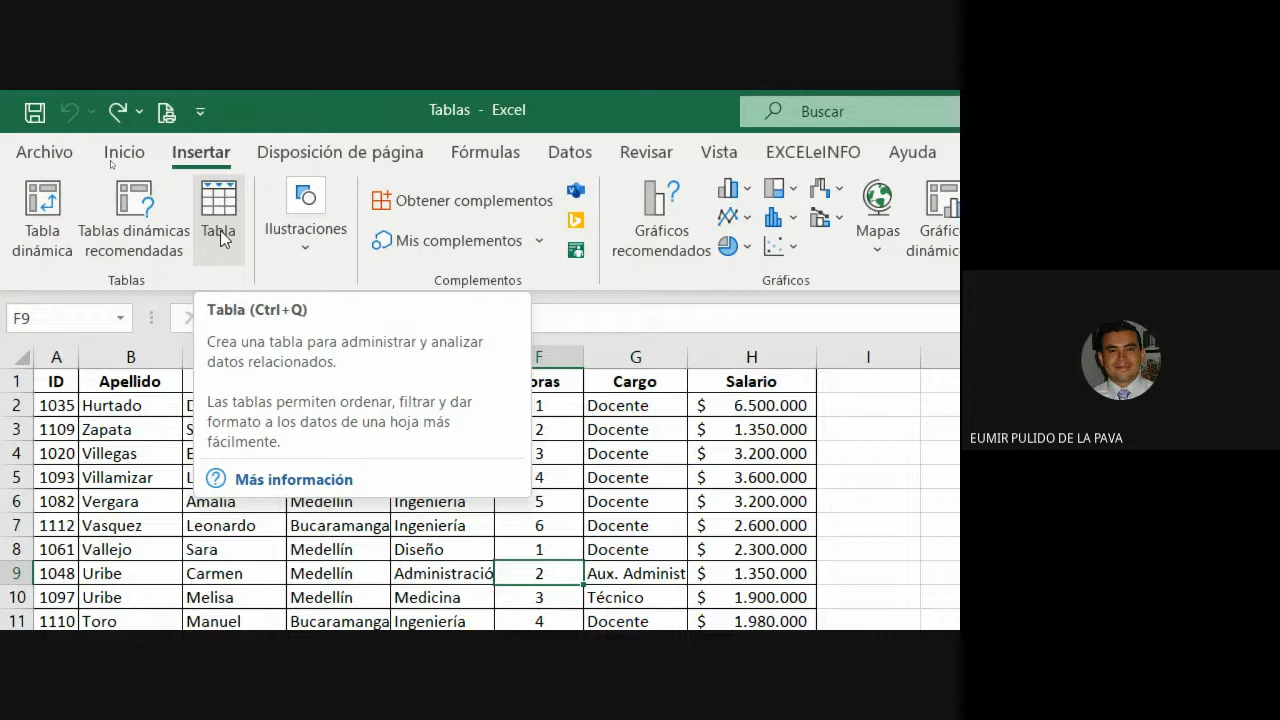 Tablas - Excel
Buscar
Archivo Inicio Insertar Disposición de página Fórmulas Datos Revisar Vista EXCELeINFO Ayuda
Tabla dinámica
Tablas dinámicas recomendadas
Tabla
Ilustraciones
Obtener complementos
Mis complementos
Gráficos recomendados
Mapas
Gráfic dinámic
Tablas Complementos Gráficos
F9
Tabla (Ctrl+Q)
Crea una tabla para administrar y analizar
datos relacionados.
Las tablas permiten ordenar, filtrar y dar
formato a los datos de una hoja más
fácilmente.
Más información
A B F G H I
1 ID Apellido oras Cargo Salario
2 1035 Hurtado D 1 Docente $ 6.500.000
3 1109 Zapata S 2 Docente $ 1.350.000
4 1020 Villegas E 3 Docente $ 3.200.000
5 1093 Villamizar L 4 Docente $ 3.600.000
6 1082 Vergara Amalia Medellín Ingeniería 5 Docente $ 3.200.000
7 1112 Vasquez Leonardo Bucaramanga Ingeniería 6 Docente $ 2.600.000
8 1061 Vallejo Sara Medellín Diseño 1 Docente $ 2.300.000
9 1048 Uribe Carmen Medellín Administració 2 Aux. Administ $ 1.350.000
10 1097 Uribe Melisa Medellín Medicina 3 Técnico $ 1.900.000
11 1110 Toro Manuel Bucaramanga Ingeniería 4 Docente $ 1.980.000
EUMIR PULIDO DE LA PAVA